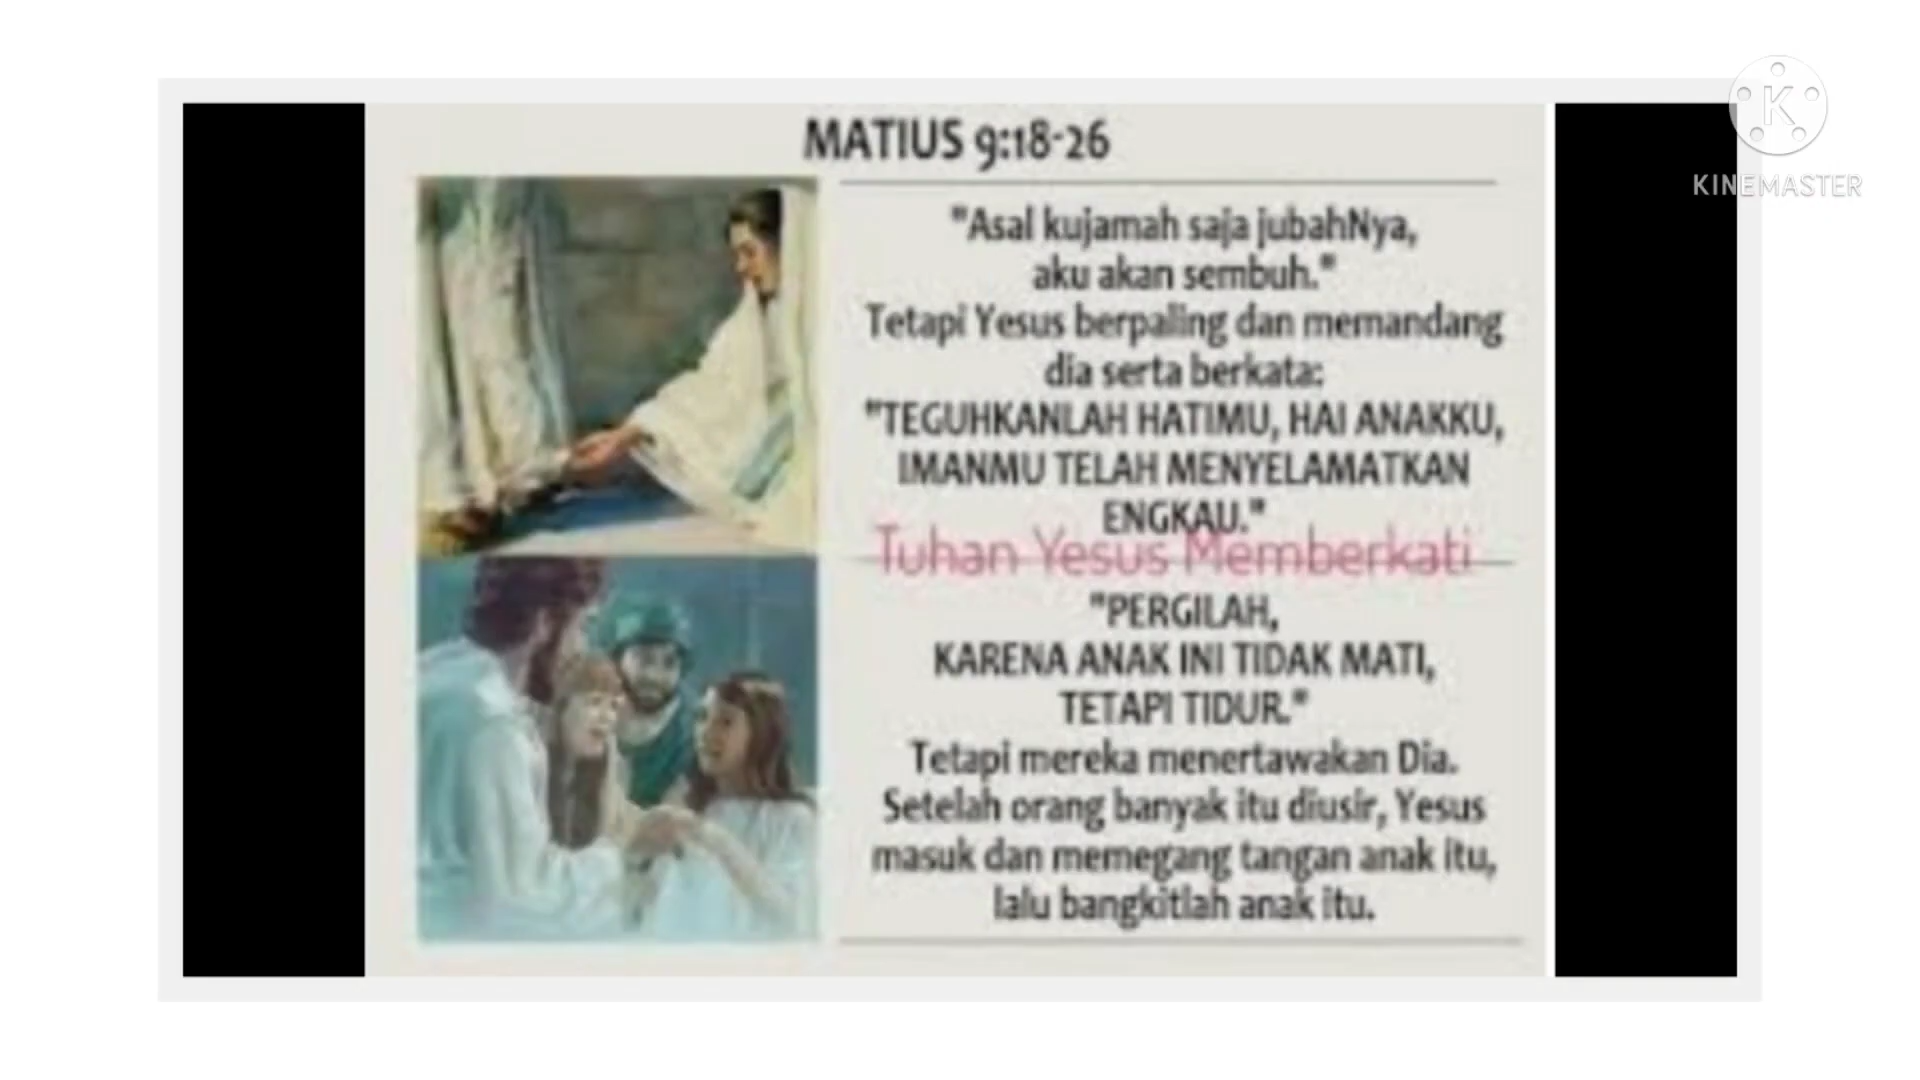 MATIUS 9:18-26
"Asal kujamah saja jubahNya,
aku akan sembuh."
Tetapi Yesus berpaling dan memandang
dia serta berkata:
"TEGUHKANLAH HATIMU, HAI ANAKKU,
IMANMU TELAH MENYELAMATKAN
ENGKAU."
Tuhan Yesus Memberkati
"PERGILAH,
KARENA ANAK INI TIDAK MATI,
TETAPI TIDUR."
Tetapi mereka menertawakan Dia.
Setelah orang banyak itu diusir, Yesus
masuk dan memegang tangan anak itu,
lalu bangkitlah anak itu.
K
KINEMASTER